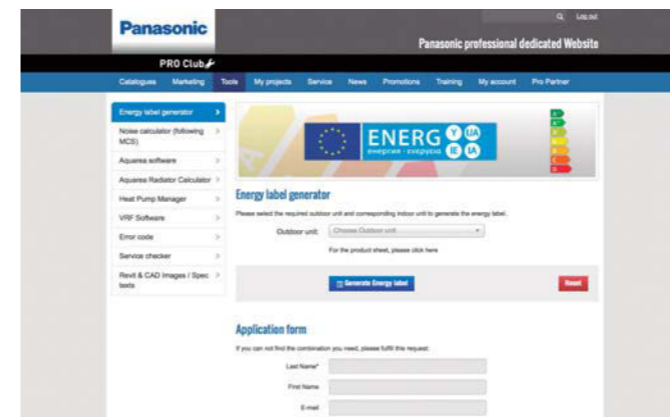 Log out
Panasonic
Panasonic professional dedicated Website
PRO Club
Catalogues Marketing Tools My projects Service News Promotions Training My account Pro Partner
Energy label generator
Noise calculator (following MCS)
Aquarea software
Aquarea Radiator Calculator
Heat Pump Manager
VRF Software
Error code
Service checker
Revit & CAD Images / Spec texts
ENERG Y IJA
енергия · ενεργεια IE IA
Energy label generator
Please select the required outdoor unit and corresponding indoor unit to generate the energy label.
Outdoor unit: Choose Outdoor unit
For the product sheet, please click here
Generate Energy label
Reset
Application form
If you can not find the combination you need, please fulfill this request:
Last Name*
First Name
E-mail